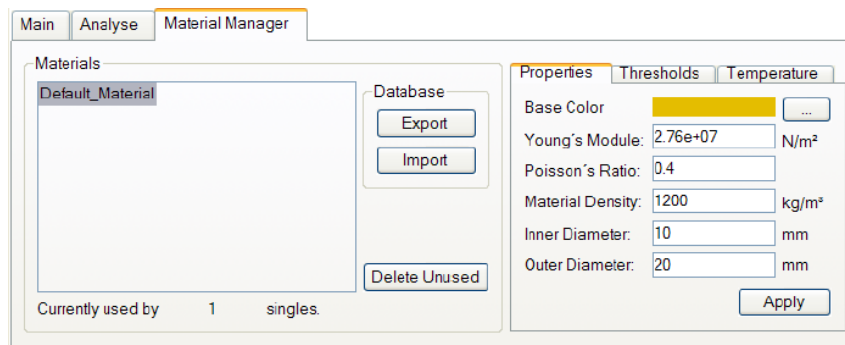 Main Analyse Material Manager
Materials
Default_Material
Database
Export
Import
Delete Unused
Currently used by 1 singles.
Properties Thresholds Temperature
Base Color ...
Young´s Module: 2.76e+07 N/m²
Poisson´s Ratio: 0.4
Material Density: 1200 kg/m³
Inner Diameter: 10 mm
Outer Diameter: 20 mm
Apply